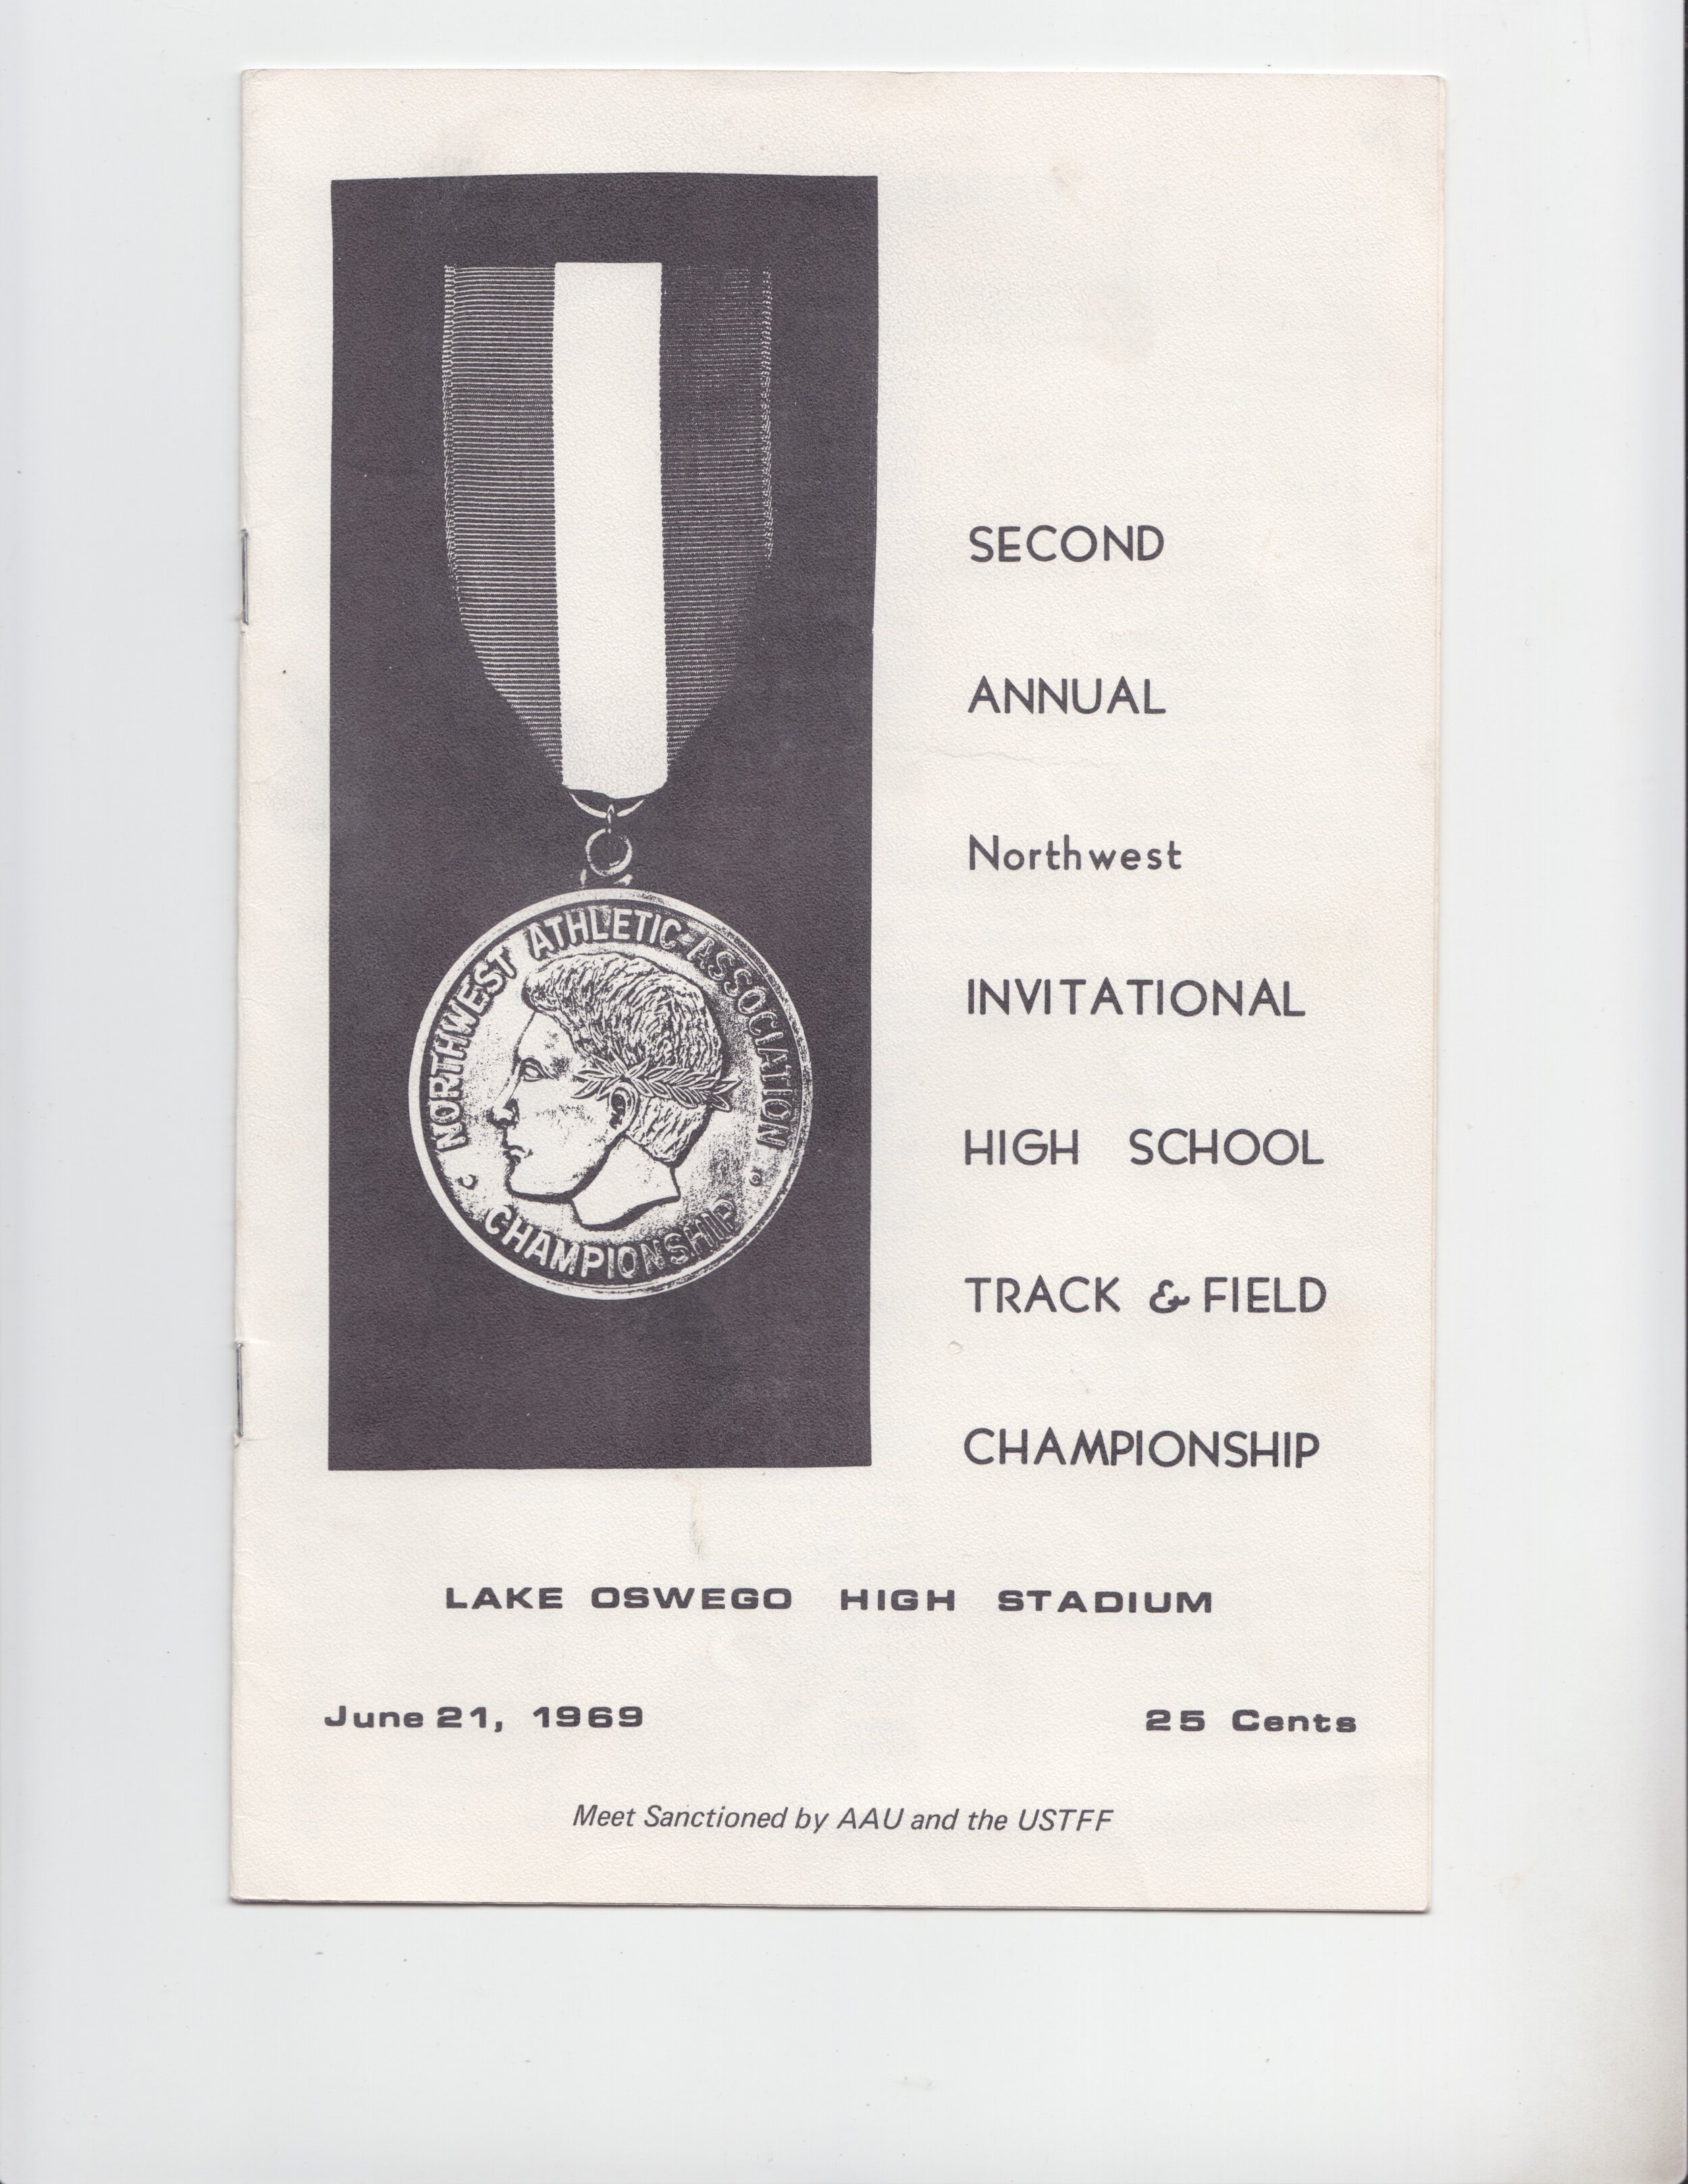 NORTHWEST ATHLETIC ASSOCIATION
CHAMPIONSHIP
SECOND
ANNUAL
Northwest
INVITATIONAL
HIGH SCHOOL
TRACK & FIELD
CHAMPIONSHIP
LAKE OSWEGO HIGH STADIUM
June 21, 1969
25 Cents
Meet Sanctioned by AAU and the USTFF